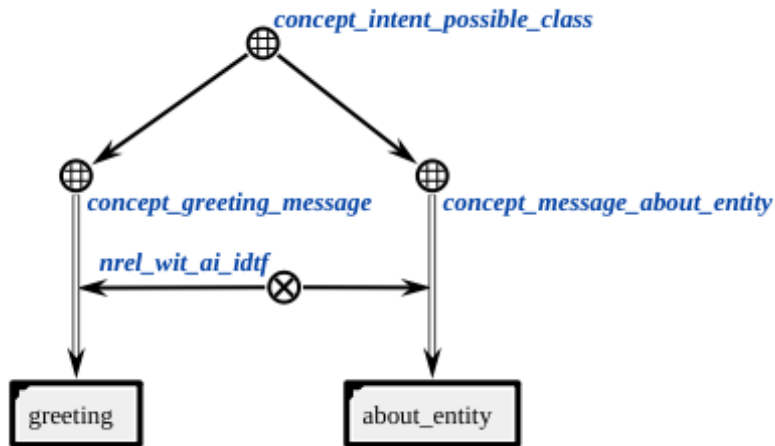 concept_intent_possible_class
concept_greeting_message
concept_message_about_entity
nrel_wit_ai_idtf
greeting
about_entity